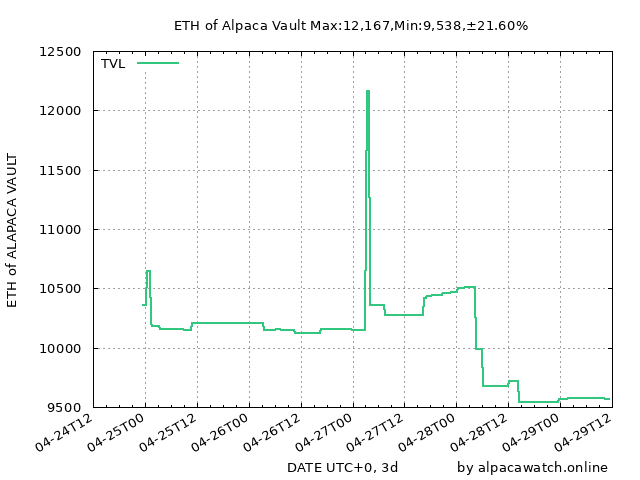 ETH of Alpaca Vault Max:12,167,Min:9,538,±21.60%
TVL
ETH of ALAPACA VAULT
12500
12000
11500
11000
10500
10000
9500
04-24T12
04-25T00
04-25T12
04-26T00
04-26T12
04-27T00
04-27T12
04-28T00
04-28T12
04-29T00
04-29T12
DATE UTC+0, 3d
by alpacawatch.online